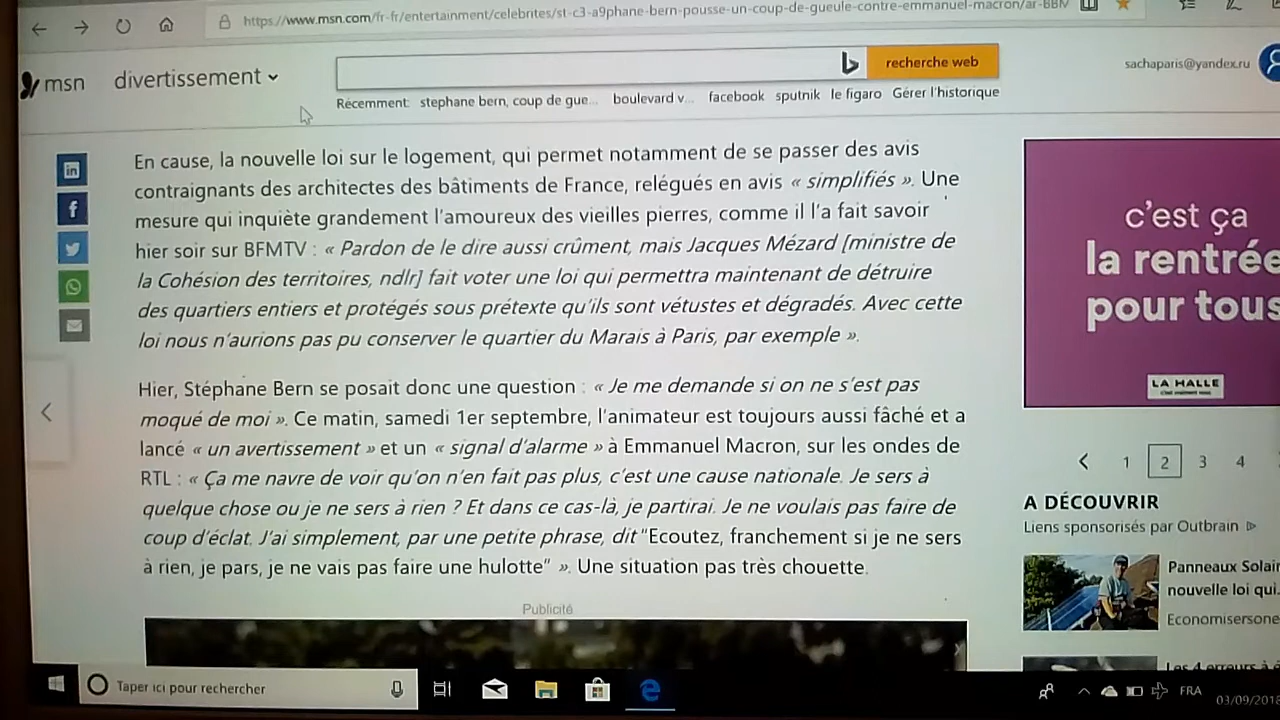 https://www.msn.com/fr-fr/entertainment/celebrites/st-c3-a9phane-bern-pousse-un-coup-de-gueule-contre-emmanuel-macron/ar-BBN
msn divertissement
recherche web
sachaparis@yandex.ru
Récemment: stephane bern, coup de gue... boulevard v... facebook sputnik le figaro Gérer l'historique
En cause, la nouvelle loi sur le logement, qui permet notamment de se passer des avis
contraignants des architectes des bâtiments de France, relégués en avis « simplifiés ». Une
mesure qui inquiète grandement l'amoureux des vieilles pierres, comme il l'a fait savoir
hier soir sur BFMTV : « Pardon de le dire aussi crûment, mais Jacques Mézard [ministre de
la Cohésion des territoires, ndlr] fait voter une loi qui permettra maintenant de détruire
des quartiers entiers et protégés sous prétexte qu'ils sont vétustes et dégradés. Avec cette
loi nous n'aurions pas pu conserver le quartier du Marais à Paris, par exemple ».
Hier, Stéphane Bern se posait donc une question : « Je me demande si on ne s'est pas
moqué de moi ». Ce matin, samedi 1er septembre, l'animateur est toujours aussi fâché et a
lancé « un avertissement » et un « signal d'alarme » à Emmanuel Macron, sur les ondes de
RTL : « Ça me navre de voir qu'on n'en fait pas plus, c'est une cause nationale. Je sers à
quelque chose ou je ne sers à rien ? Et dans ce cas-là, je partirai. Je ne voulais pas faire de
coup d'éclat. J'ai simplement, par une petite phrase, dit "Ecoutez, franchement si je ne sers
à rien, je pars, je ne vais pas faire une hulotte" ». Une situation pas très chouette.
Publicité
c'est ça
la rentrée
pour tous
LA HALLE
1 2 3 4
A DÉCOUVRIR
Liens sponsorisés par Outbrain
Panneaux Solai
nouvelle loi qui.
Economisersone
Les 4 erreurs à
Taper ici pour rechercher
FRA
03/09/2018